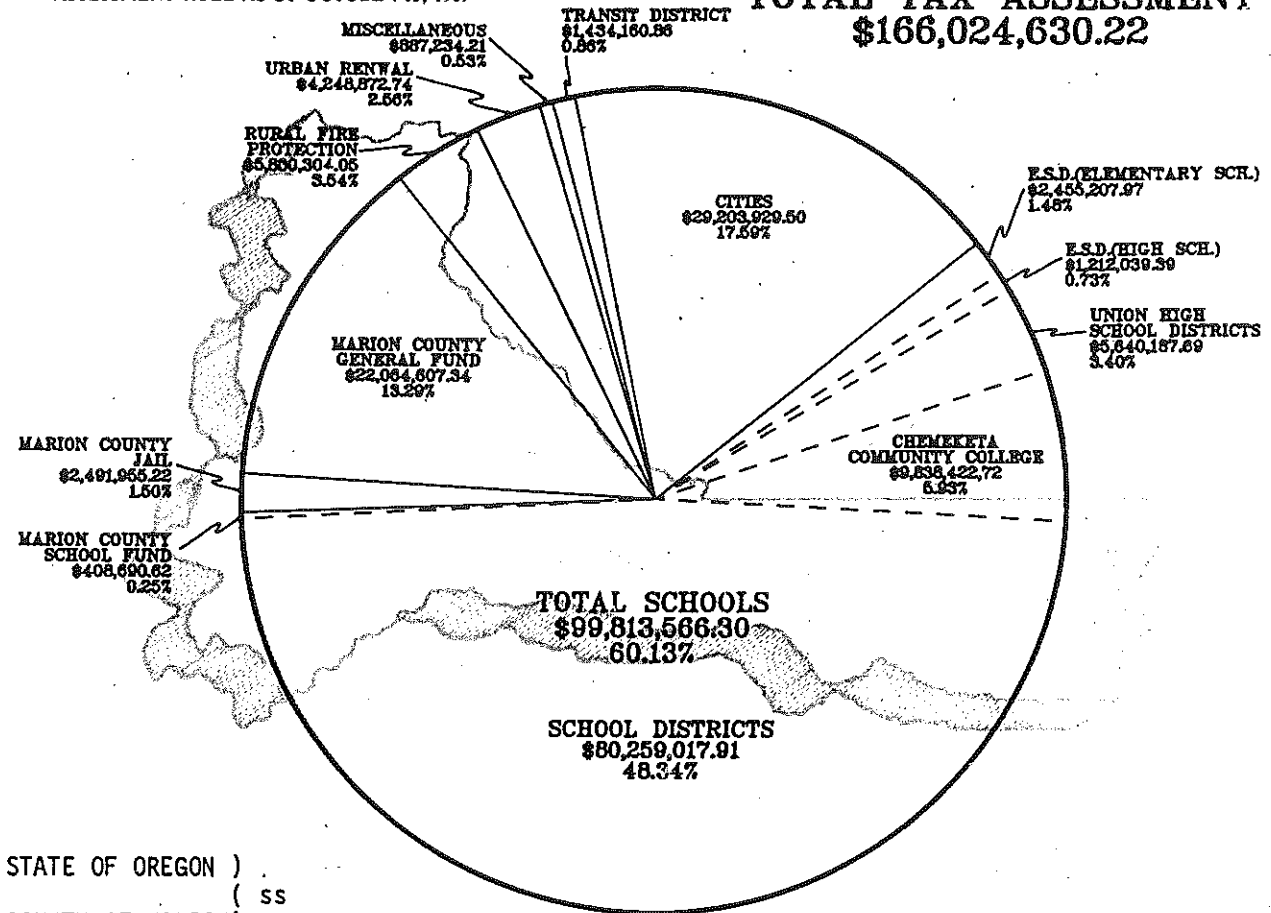 TOTAL TAX ASSESSMENT
$166,024,630.22
TRANSIT DISTRICT
$1,434,160.86
0.86%
MISCELLANEOUS
$887,234.21
0.53%
URBAN RENWAL
$4,248,872.74
2.56%
RURAL FIRE
PROTECTION
3.54%
CITIES
$29,203,929.50
17.59%
E.S.D.(ELEMENTARY SCH.)
$2,455,207.97
1.48%
E.S.D.(HIGH SCH.)
$1,212,039.39
0.73%
UNION HIGH
SCHOOL DISTRICTS
$5,640,187.69
3.40%
MARION COUNTY
GENERAL FUND
$22,064,607.34
13.29%
CHEMEKETA
COMMUNITY COLLEGE
$9,838,422,72
5.93%
MARION COUNTY
JAIL
$2,491,955.22
1.50%
MARION COUNTY
SCHOOL FUND
$408,690.62
0.25%
TOTAL SCHOOLS
$99,813,566.30
60.13%
SCHOOL DISTRICTS
$80,259,017.91
48.34%
STATE OF OREGON )
( ss